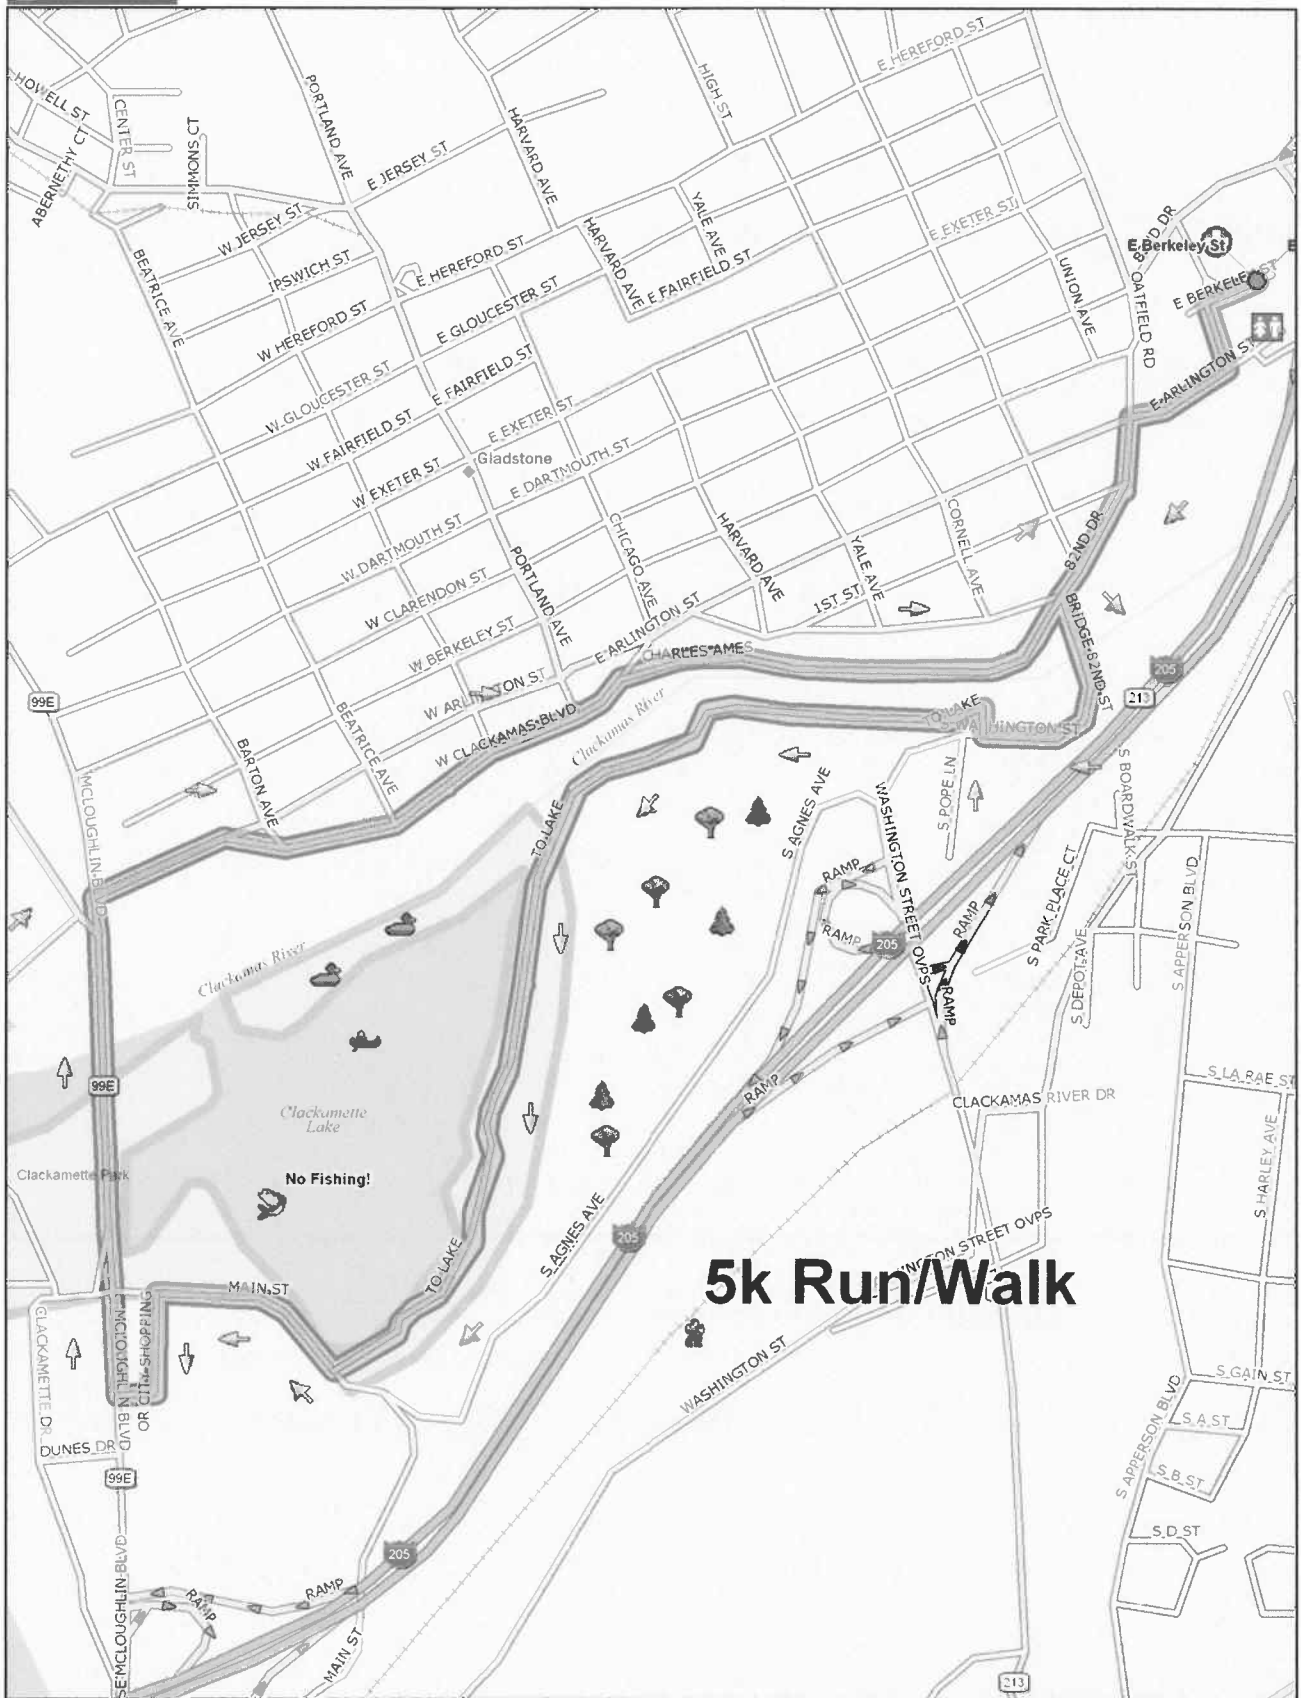 E HEREFORD ST
HOWELL ST
CENTER ST
ABERNETHY CT
SIMMONS CT
PORTLAND AVE
HARVARD AVE
HIGH ST
E JERSEY ST
W JERSEY ST
IPSWICH ST
BEATRICE AVE
E HEREFORD ST
HARVARD AVE
YALE AVE
E FAIRFIELD ST
E EXETER ST
UNION AVE
OATFIELD RD
E Berkeley St
E BERKELEY ST
E ARLINGTON ST
W HEREFORD ST
E GLOUCESTER ST
W GLOUCESTER ST
E FAIRFIELD ST
W FAIRFIELD ST
E EXETER ST
W EXETER ST
Gladstone
E DARTMOUTH ST
W DARTMOUTH ST
CHICAGO AVE
HARVARD AVE
YALE AVE
CORNELL AVE
82ND DR
W CLARENDON ST
PORTLAND AVE
1ST ST
W BERKELEY ST
E ARLINGTON ST
CHARLES AMES
BRIDGE 82ND ST
205
213
99E
W ARLINGTON ST
BEATRICE AVE
W CLACKAMAS BLVD
Clackamas River
TO LAKE
S WASHINGTON ST
BARTON AVE
MCLOUGHLIN BLVD
TO LAKE
S AGNES AVE
WASHINGTON STREET OVPS
S POPE LN
S BOARDWALK ST
S PARK PLACE CT
S APPERSON BLVD
RAMP
RAMP
205
RAMP
RAMP
S DEPOT AVE
Clackamas River
99E
Clackamette
Lake
Clackamette Park
No Fishing!
RAMP
CLACKAMAS RIVER DR
S LA RAE ST
S HARLEY AVE
S AGNES AVE
205
TO LAKE
MAIN ST
5k Run/Walk
WASHINGTON ST
CLACKAMETTE DR
MCLOUGHLIN BLVD
OR CITY SHOPPING
DUNES DR
99E
S GAIN ST
S APPERSON BLVD
S A ST
S B ST
S D ST
205
RAMP
RAMP
SE MCLOUGHLIN BLVD
MAIN ST
213